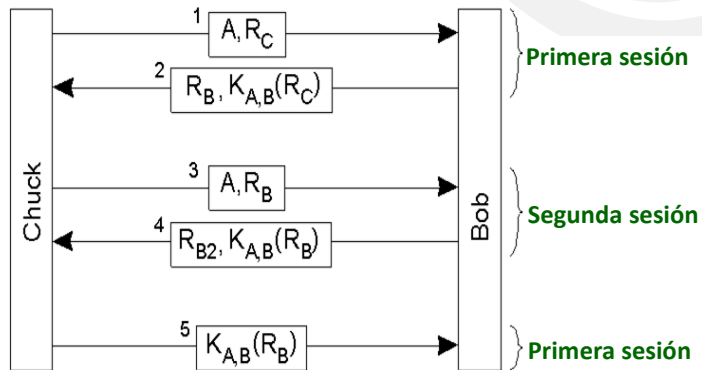 Chuck
Bob
1 A,R_C
Primera sesión
2 R_B, K_A,B(R_C)
3 A,R_B
Segunda sesión
4 R_B2, K_A,B(R_B)
5 K_A,B(R_B)
Primera sesión